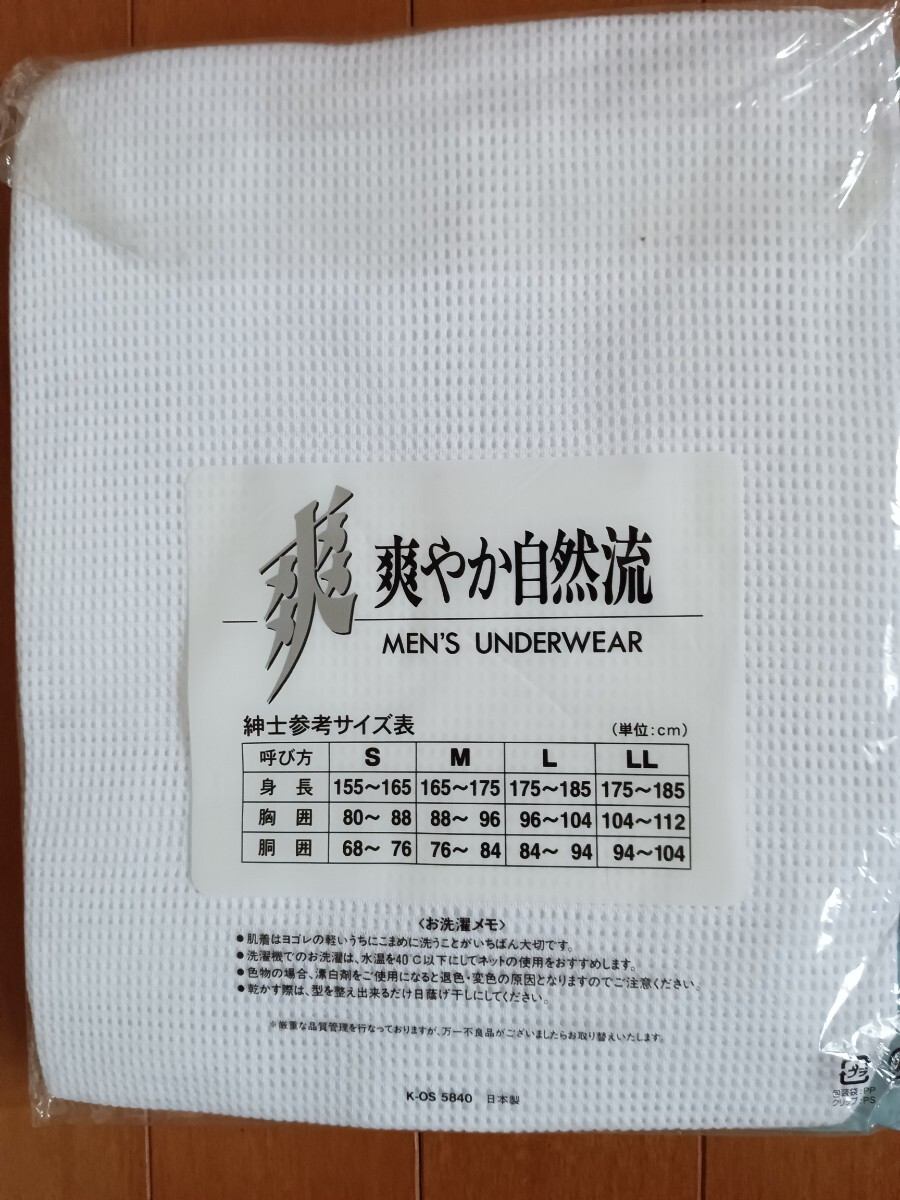 爽
爽やか自然流
MEN'S UNDERWEAR
紳士参考サイズ表 (単位:cm)
呼び方 S M L LL
身長 155〜165 165〜175 175〜185 175〜185
胸囲 80〜 88 88〜 96 96〜104 104〜112
胴囲 68〜 76 76〜 84 84〜 94 94〜104
〈お洗濯メモ〉
●肌着はヨゴレの軽いうちにこまめに洗うことがいちばん大切です。
●洗濯機でのお洗濯は、水温を40℃以下にしてネットの使用をおすすめします。
●色物の場合、漂白剤をご使用になると退色・変色の原因となりますのでご注意ください。
●乾かす際は、型を整え出来るだけ日蔭げ干しにしてください。
※厳重な品質管理を行なっておりますが、万一不良品がございましたらお取り替えいたします。
K-OS 5840 日本製
プラ
包装袋:PP
クリップ:PS